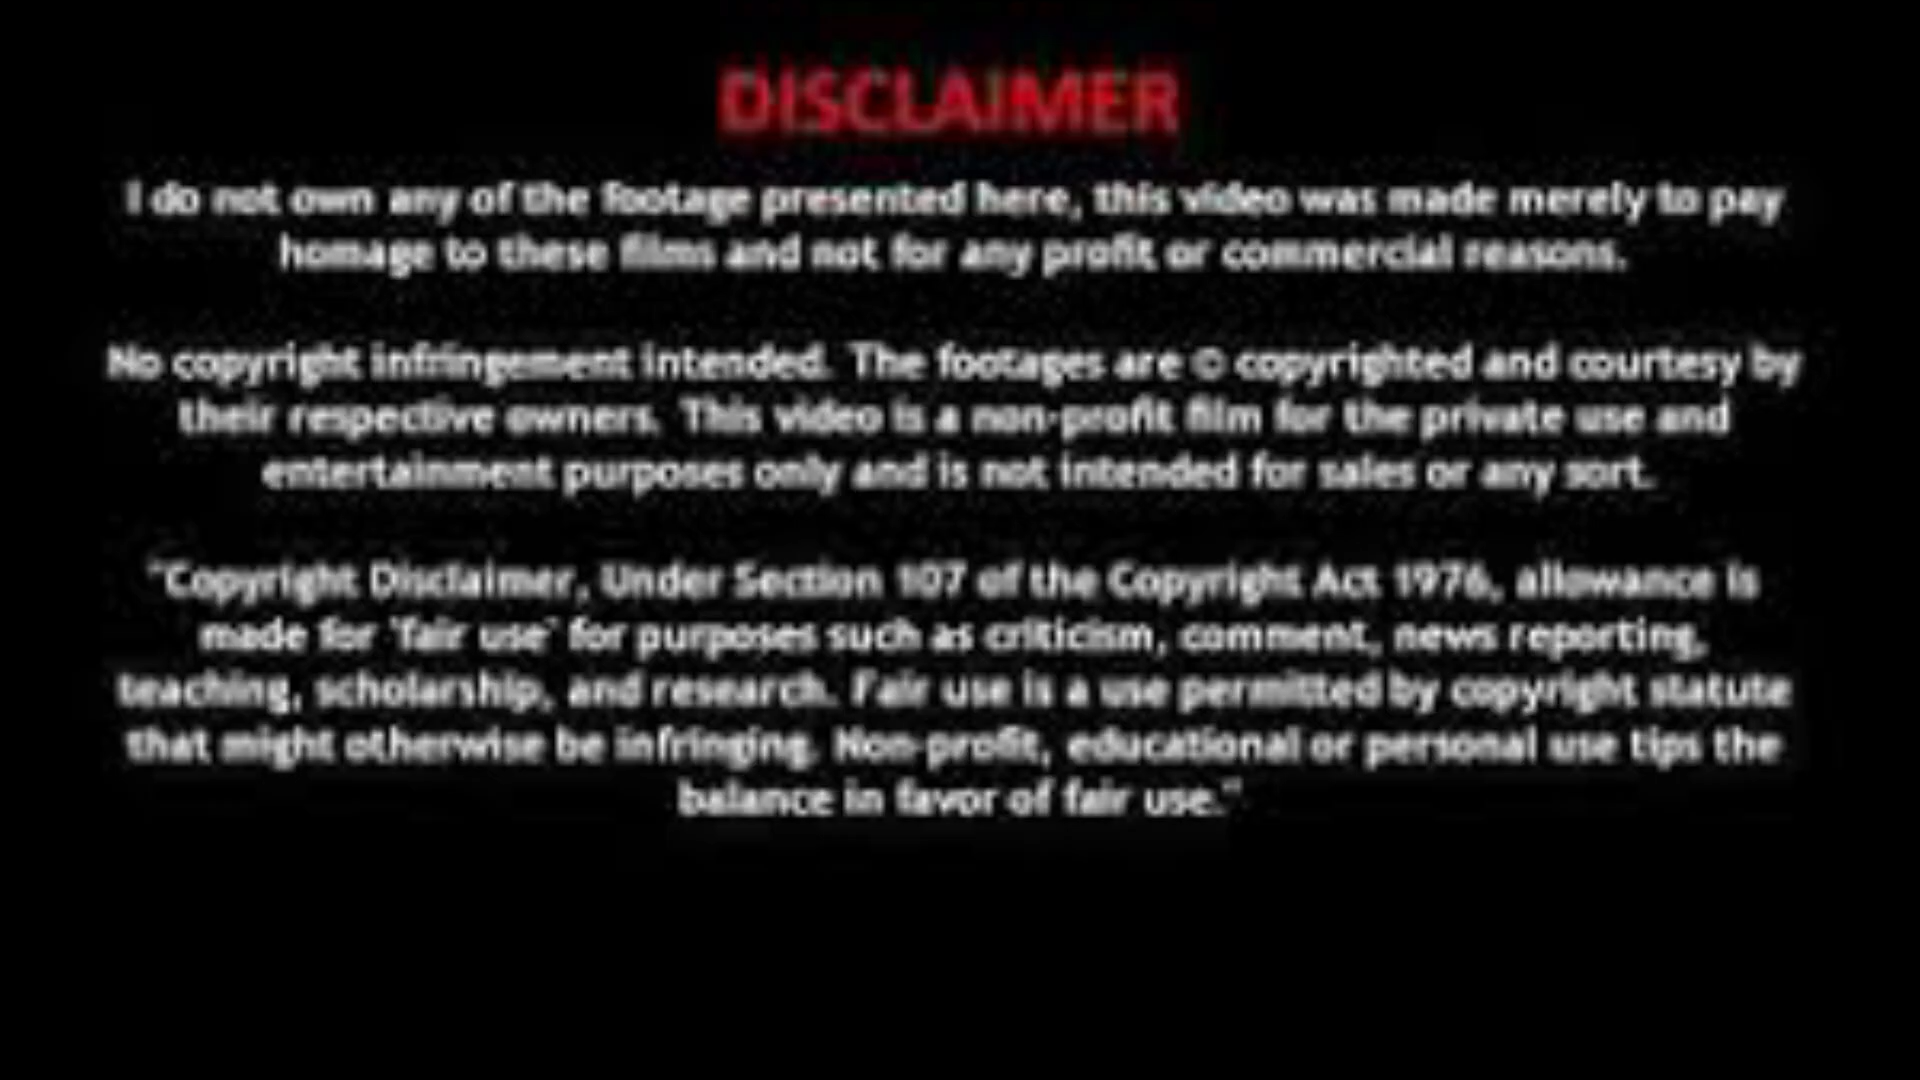 DISCLAIMER
I do not own any of the footage presented here, this video was made merely to pay
homage to these films and not for any profit or commercial reasons.
No copyright infringement intended. The footages are © copyrighted and courtesy by
their respective owners. This video is a non-profit film for the private use and
entertainment purposes only and is not intended for sales or any sort.
"Copyright Disclaimer, Under Section 107 of the Copyright Act 1976, allowance is
made for 'fair use' for purposes such as criticism, comment, news reporting,
teaching, scholarship, and research. Fair use is a use permitted by copyright statute
that might otherwise be infringing. Non-profit, educational or personal use tips the
balance in favor of fair use."